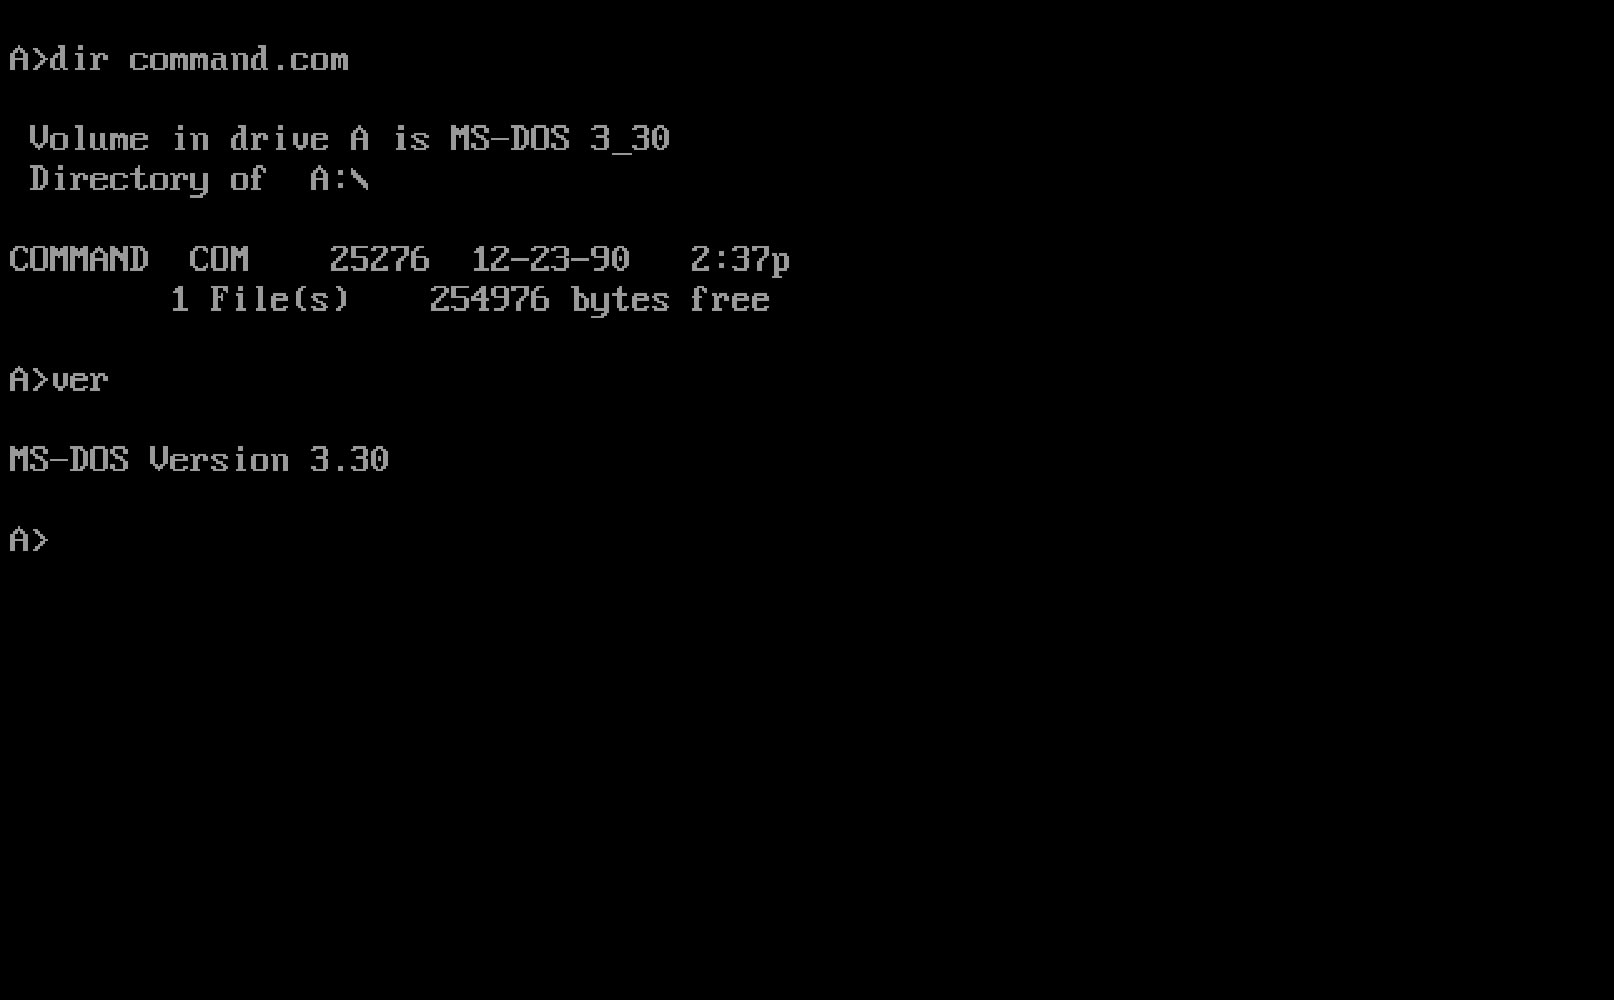 A>dir command.com
 Volume in drive A is MS-DOS 3_30
 Directory of  A:\
COMMAND  COM    25276  12-23-90   2:37p
        1 File(s)    254976 bytes free
A>ver
MS-DOS Version 3.30
A>